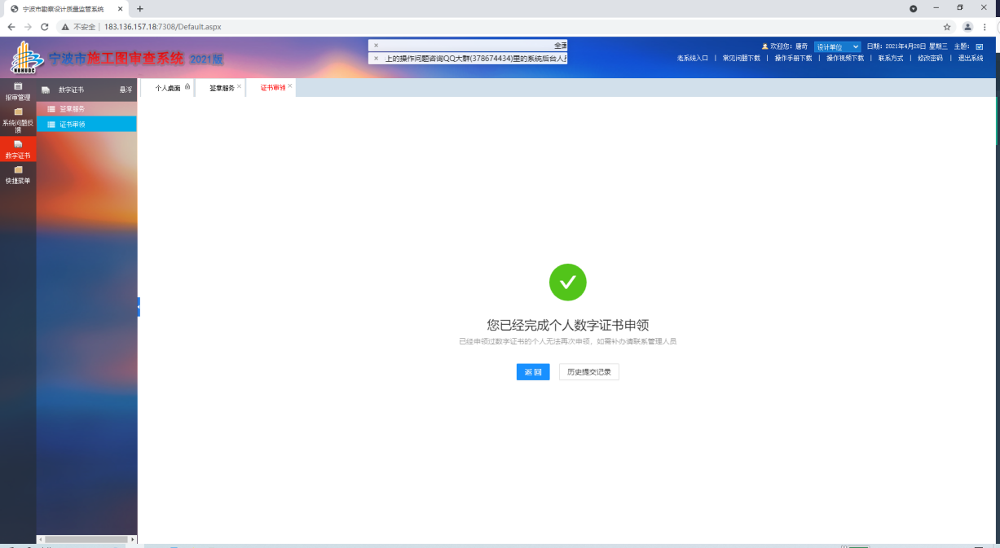 宁波市勘察设计质量监管系统
不安全 | 183.136.157.18:7308/Default.aspx
宁波市施工图审查系统 2021版
全面
上的操作问题咨询QQ大群(378674434)里的系统后台人员
欢迎您: 唐奇 设计单位 日期: 2021年4月28日 星期三 主题:
老系统入口 | 常见问题下载 | 操作手册下载 | 操作视频下载 | 联系方式 | 修改密码 | 退出系统
报审管理
系统问题反馈
数字证书
快捷菜单
数字证书 悬浮
签章服务
证书申领
个人桌面 签章服务 证书申领
您已经完成个人数字证书申领
已经申领过数字证书的个人无法再次申领，如需补办请联系管理人员
返 回 历史提交记录